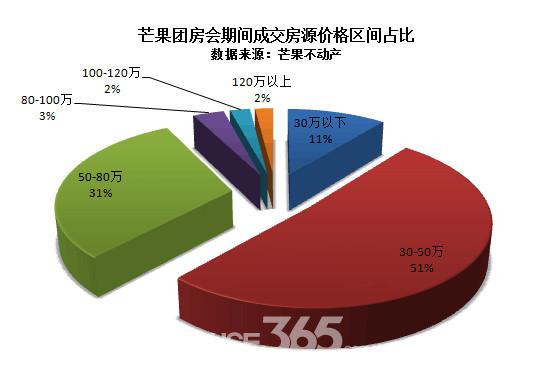 芒果团房会期间成交房源价格区间占比
数据来源：芒果不动产
100-120万
2%
120万以上
2%
80-100万
3%
30万以下
11%
50-80万
31%
30-50万
51%
365